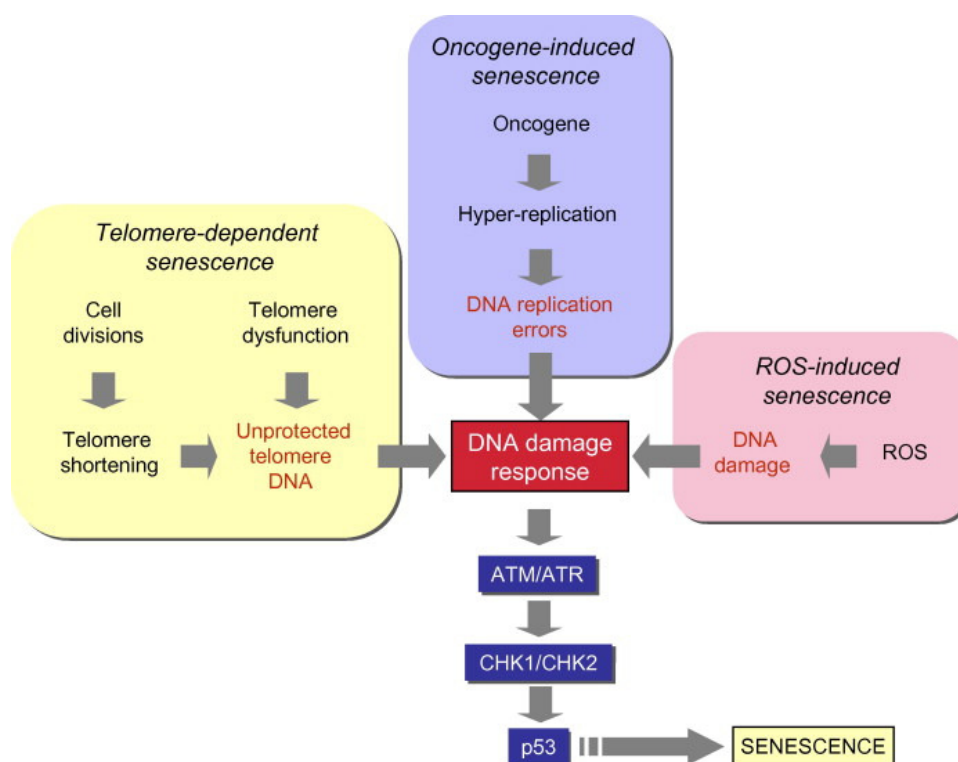 Oncogene-induced
senescence
Oncogene
Hyper-replication
DNA replication
errors
Telomere-dependent
senescence
Cell
divisions
Telomere
dysfunction
Telomere
shortening
Unprotected
telomere
DNA
ROS-induced
senescence
DNA
damage
ROS
DNA damage
response
ATM/ATR
CHK1/CHK2
p53
SENESCENCE